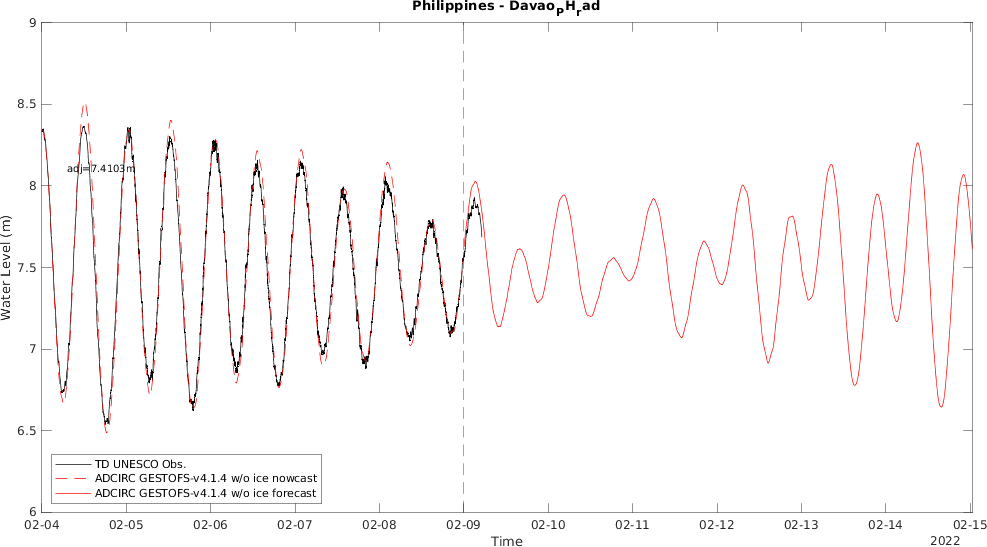 Philippines - DavaopHrad
Water Level (m)
9
8.5
8
7.5
7
6.5
6
adj=7.4103m
TD UNESCO Obs.
ADCIRC GESTOFS-v4.1.4 w/o ice nowcast
ADCIRC GESTOFS-v4.1.4 w/o ice forecast
02-04 02-05 02-06 02-07 02-08 02-09 02-10 02-11 02-12 02-13 02-14 02-15
Time
2022